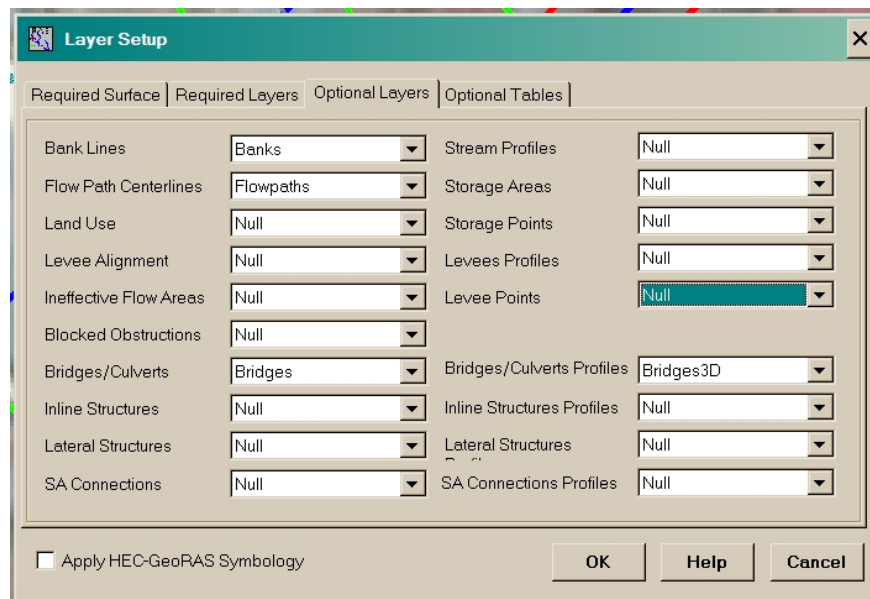 Layer Setup
Required Surface Required Layers Optional Layers Optional Tables
Bank Lines Banks Stream Profiles Null
Flow Path Centerlines Flowpaths Storage Areas Null
Land Use Null Storage Points Null
Levee Alignment Null Levees Profiles Null
Ineffective Flow Areas Null Levee Points Null
Blocked Obstructions Null
Bridges/Culverts Bridges Bridges/Culverts Profiles Bridges3D
Inline Structures Null Inline Structures Profiles Null
Lateral Structures Null Lateral Structures Null
SA Connections Null SA Connections Profiles Null
Apply HEC-GeoRAS Symbology OK Help Cancel